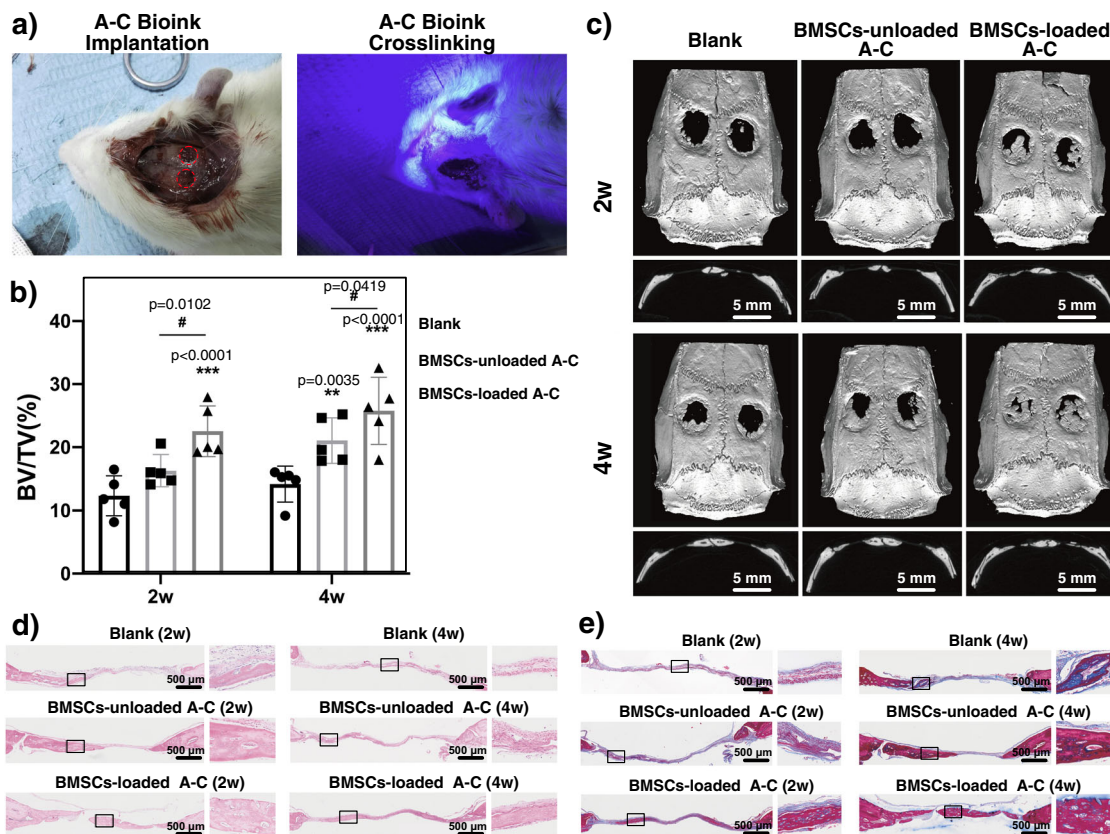 a)
A-C Bioink
Implantation
A-C Bioink
Crosslinking
b)
BV/TV(%)
40
30
20
10
0
p=0.0102
#
p<0.0001
***
p=0.0419
#
p<0.0001
***
p=0.0035
**
2w
4w
Blank
BMSCs-unloaded A-C
BMSCs-loaded A-C
c)
Blank
BMSCs-unloaded
A-C
BMSCs-loaded
A-C
2w
5 mm
5 mm
5 mm
4w
5 mm
5 mm
5 mm
d)
Blank (2w)
500 μm
Blank (4w)
500 μm
BMSCs-unloaded A-C (2w)
500 μm
BMSCs-unloaded A-C (4w)
500 μm
BMSCs-loaded A-C (2w)
500 μm
BMSCs-loaded A-C (4w)
500 μm
e)
Blank (2w)
500 μm
Blank (4w)
500 μm
BMSCs-unloaded A-C (2w)
500 μm
BMSCs-unloaded A-C (4w)
500 μm
BMSCs-loaded A-C (2w)
500 μm
BMSCs-loaded A-C (4w)
500 μm